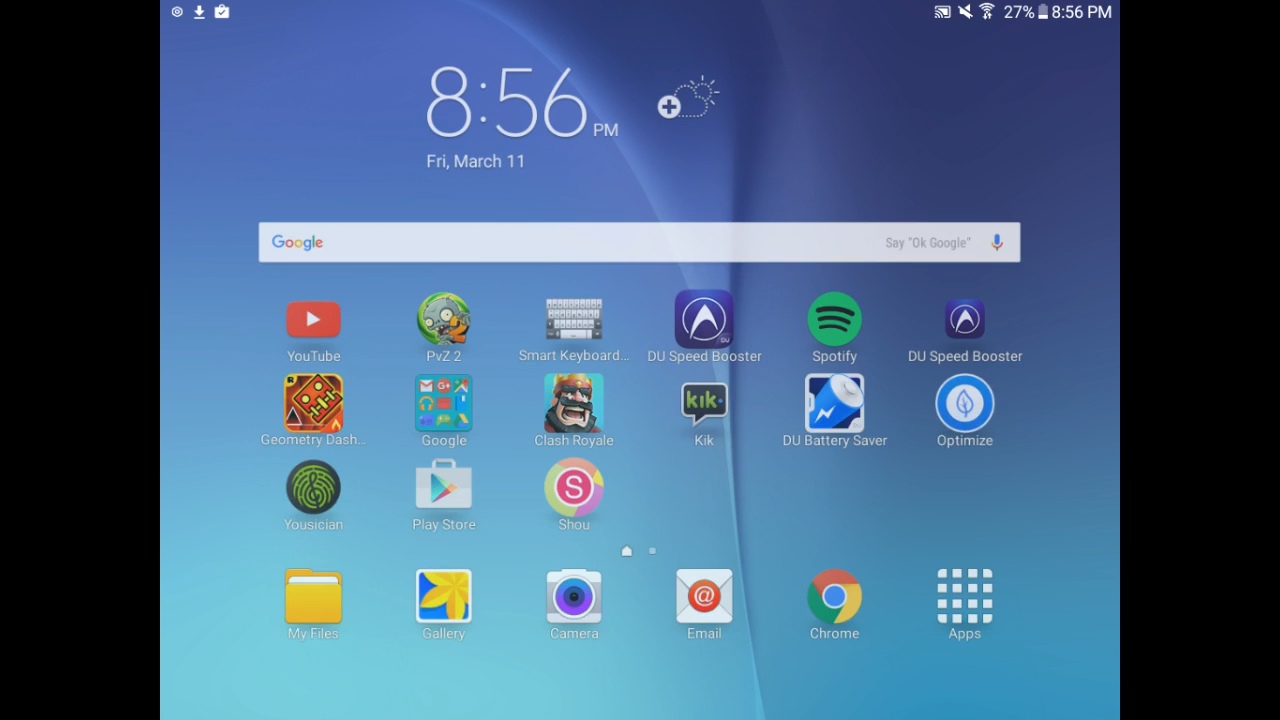 27% 8:56 PM
8:56 PM
Fri, March 11
Google Say "Ok Google"
DU
YouTube PvZ 2 Smart Keyboard... DU Speed Booster Spotify DU Speed Booster
R
G+
kik
Geometry Dash... Google Clash Royale Kik DU Battery Saver Optimize
S
Yousician Play Store Shou
@
My Files Gallery Camera Email Chrome Apps